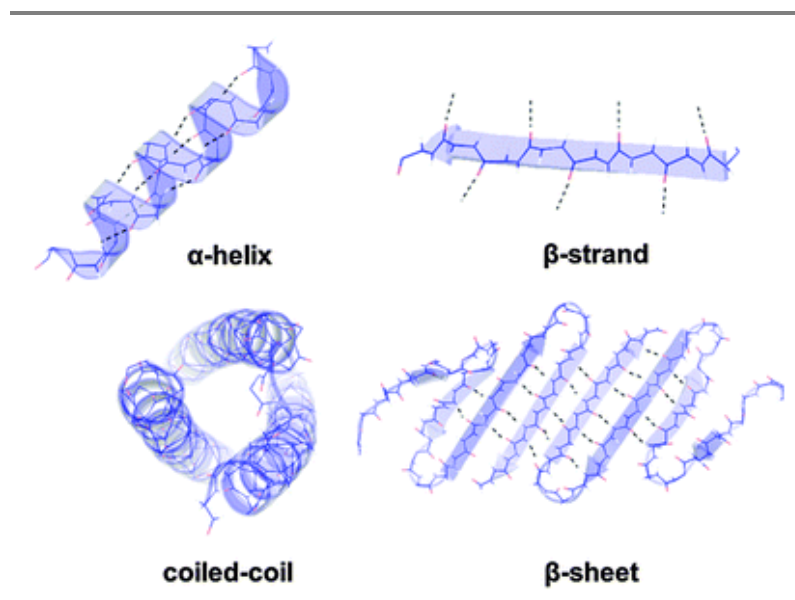 α-helix
β-strand
coiled-coil
β-sheet